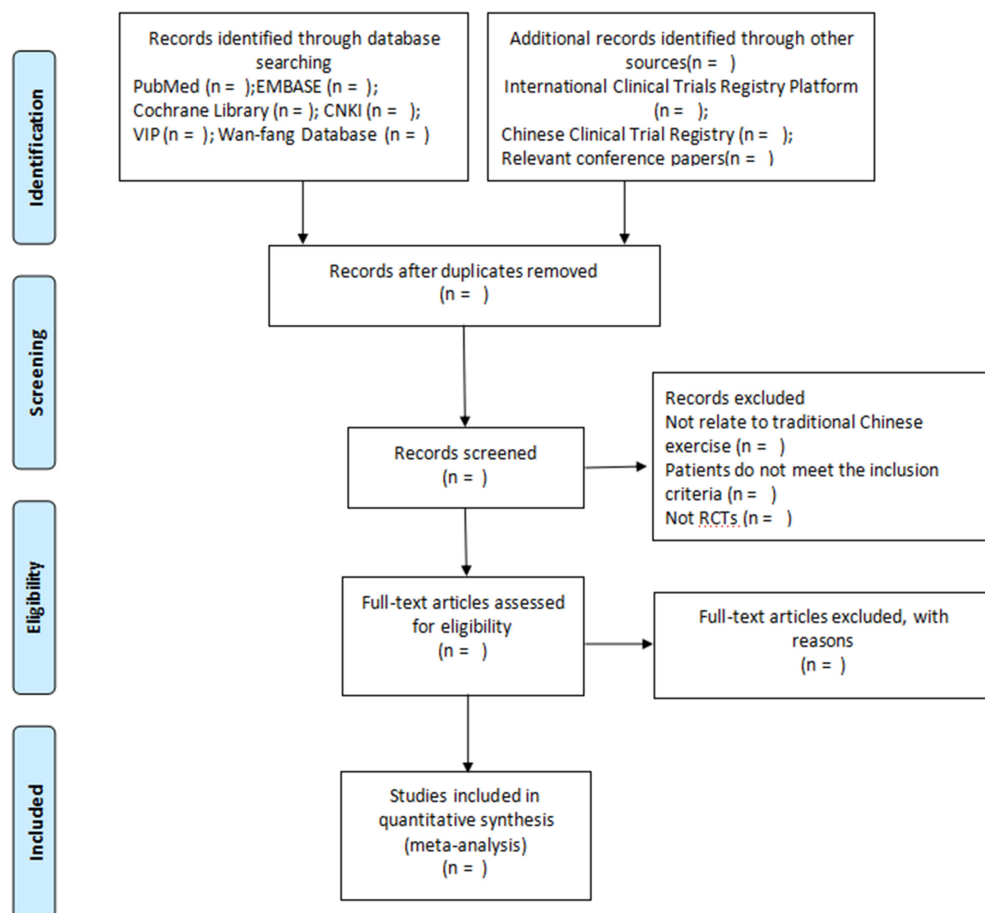 Identification
Records identified through database
searching
PubMed (n =  );EMBASE (n =  );
Cochrane Library (n =  ); CNKI (n =  );
VIP (n =  ); Wan-fang Database (n =  )
Additional records identified through other
sources(n =  )
International Clinical Trials Registry Platform
(n =  );
Chinese Clinical Trial Registry (n =  );
Relevant conference papers(n =  )
Records after duplicates removed
(n =  )
Screening
Records screened
(n =  )
Records excluded
Not relate to traditional Chinese
exercise (n =  )
Patients do not meet the inclusion
criteria (n =  )
Not RCTs (n =  )
Eligibility
Full-text articles assessed
for eligibility
(n =  )
Full-text articles excluded, with
reasons
(n =  )
Included
Studies included in
quantitative synthesis
(meta-analysis)
(n =  )